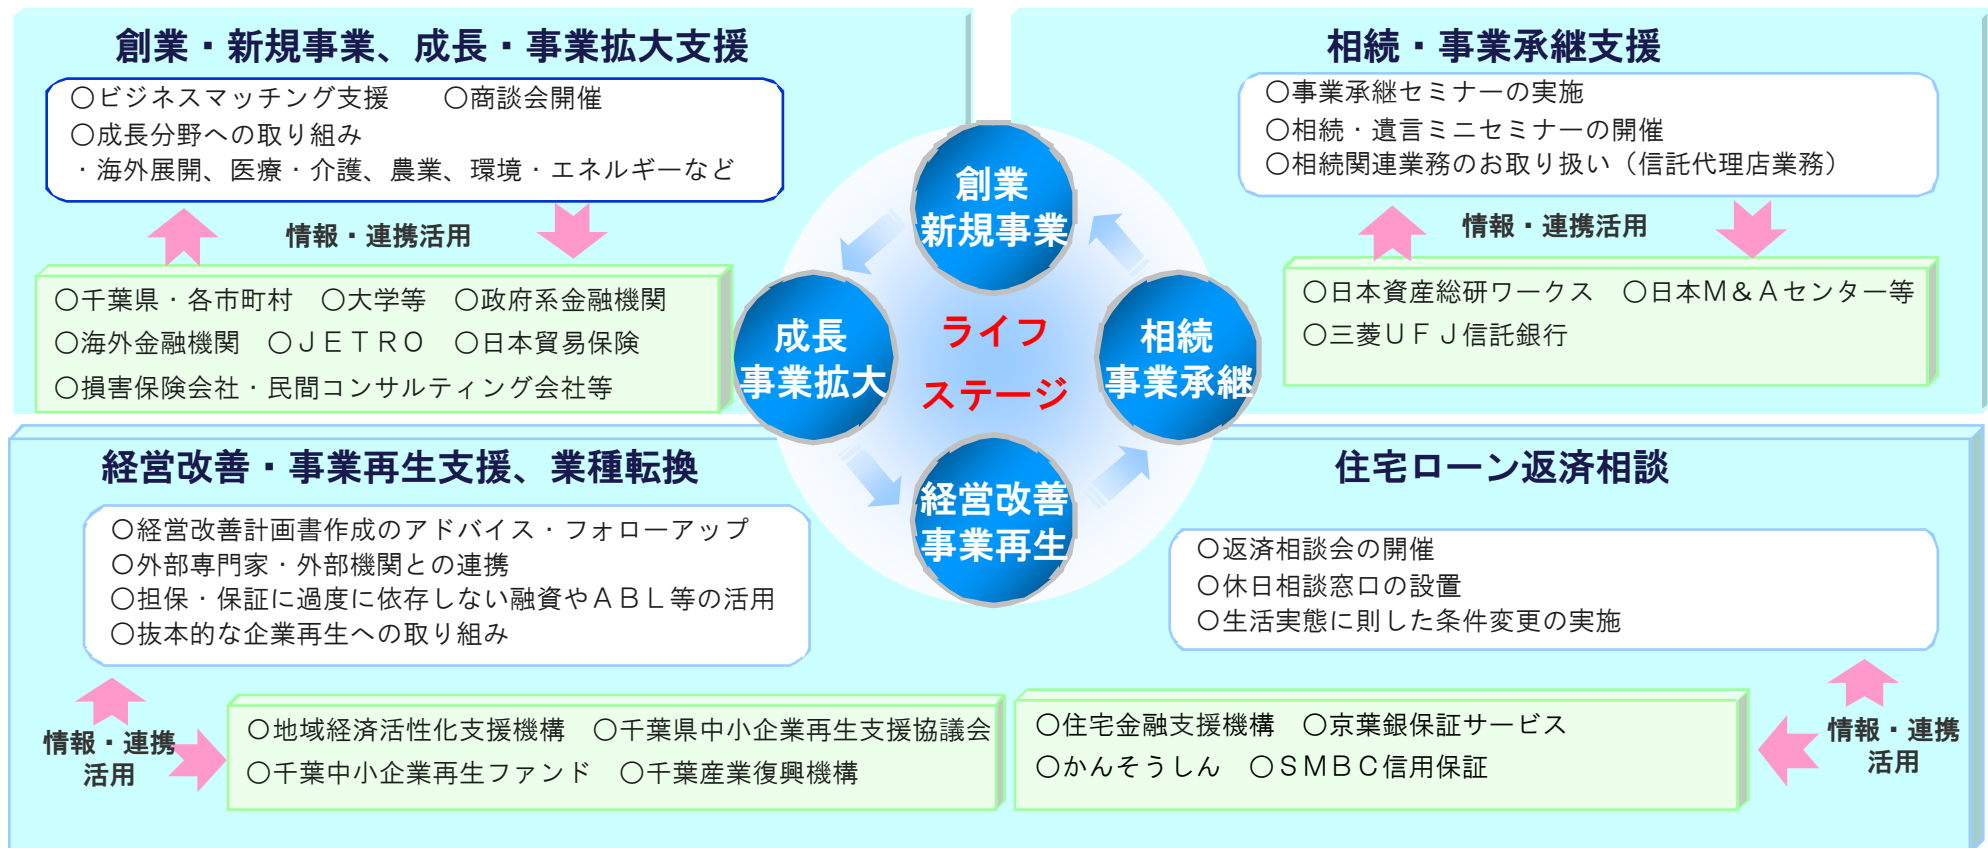 創業・新規事業、成長・事業拡大支援
○ビジネスマッチング支援　　○商談会開催
○成長分野への取り組み
・海外展開、医療・介護、農業、環境・エネルギーなど
情報・連携活用
○千葉県・各市町村　○大学等　○政府系金融機関
○海外金融機関　○ＪＥＴＲＯ　○日本貿易保険
○損害保険会社・民間コンサルティング会社等
相続・事業承継支援
○事業承継セミナーの実施
○相続・遺言ミニセミナーの開催
○相続関連業務のお取り扱い（信託代理店業務）
情報・連携活用
○日本資産総研ワークス　○日本Ｍ＆Ａセンター等
○三菱ＵＦＪ信託銀行
創業
新規事業
成長
事業拡大
ライフ
ステージ
相続
事業承継
経営改善
事業再生
経営改善・事業再生支援、業種転換
○経営改善計画書作成のアドバイス・フォローアップ
○外部専門家・外部機関との連携
○担保・保証に過度に依存しない融資やＡＢＬ等の活用
○抜本的な企業再生への取り組み
情報・連携
活用
○地域経済活性化支援機構　○千葉県中小企業再生支援協議会
○千葉中小企業再生ファンド　○千葉産業復興機構
住宅ローン返済相談
○返済相談会の開催
○休日相談窓口の設置
○生活実態に則した条件変更の実施
○住宅金融支援機構　○京葉銀保証サービス
○かんそうしん　○ＳＭＢＣ信用保証
情報・連携
活用